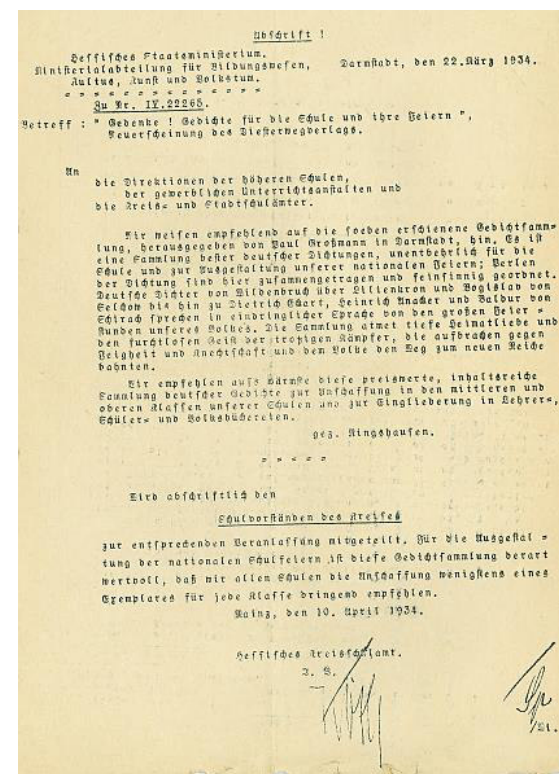 Abschrift !
Hessisches Staatsministerium.
Ministerialabteilung für Bildungswesen,    Darmstadt, den 22.März 1934.
Kultus, Kunst und Volkstum.
Zu Nr. IV.22265.
Betreff : " Gedenke ! Gedichte für die Schule und ihre Feiern ",
Neuerscheinung des Diesterwegverlags.
An
die Direktionen der höheren Schulen,
der gewerblichen Unterrichtsanstalten und
die Kreis= und Stadtschulämter.
Wir weisen empfehlend auf die soeben erschienene Gedichtsamm=
lung, herausgegeben von Paul Großmann in Darmstadt, hin. Es ist
eine Sammlung bester deutscher Dichtungen, unentbehrlich für die
Schule und zur Ausgestaltung unserer nationalen Feiern; Perlen
der Dichtung sind hier zusammengetragen und feinsinnig geordnet.
Deutsche Dichter von Wildenbruch über Lilienkron und Bogislav von
Selchow bis hin zu Dietrich Eckart, Heinrich Anacker und Baldur von
Schirach sprechen in eindringlicher Sprache von den großen Feier =
stunden unseres Volkes. Die Sammlung atmet tiefe Heimatliebe und
den furchtlosen Geist der trotzigen Kämpfer, die aufbrachen gegen
Feigheit und Knechtschaft und dem Volke den Weg zum neuen Reiche
bahnten.
Wir empfehlen aufs wärmste diese preiswerte, inhaltsreiche
Sammlung deutscher Gedichte zur Anschaffung in den mittleren und
oberen Klassen unserer Schulen und zur Eingliederung in Lehrer=,
Schüler= und Volksbüchereien.
gez. Ringshausen.
Wird abschriftlich den
Schulvorständen des Kreises
zur entsprechenden Veranlassung mitgeteilt. Für die Ausgestal =
tung der nationalen Schulfeiern ist diese Gedichtsammlung derart
wertvoll, daß wir allen Schulen die Anschaffung wenigstens eines
Exemplares für jede Klasse dringend empfehlen.
Mainz, den 10. April 1934.
Hessisches Kreisschulamt.
J. V.